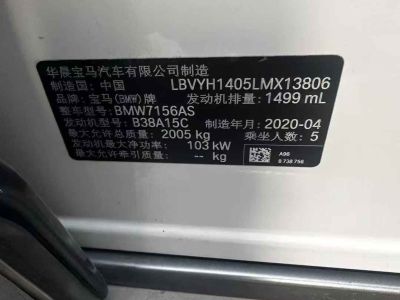 华晨宝马汽车有限公司制造
制造国：中国 LBVYH1405LMX13806
品牌：宝马(BMW)牌 发动机排量：1499 mL
整车型号：BMW7156AS
发动机型号：B38A15C 制造年月：2020-04
最大允许总质量：2005 kg 乘坐人数：5
发动机最大净功率：103 kW
最大允许牵引质量：-- kg
A96
8 738 756